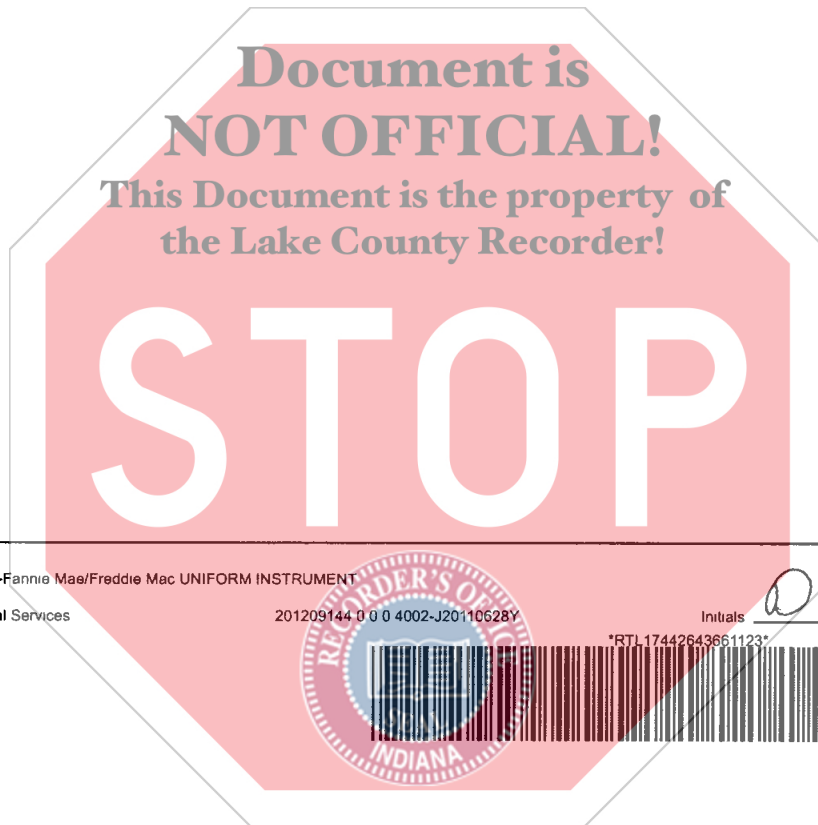 Document is
NOT OFFICIAL!
This Document is the property of
the Lake County Recorder!
STOP
-Fannie Mae/Freddie Mac UNIFORM INSTRUMENT
al Services 201209144 0 0 0 4002-J20110628Y Initials
*RTL17442643661123*
RECORDER'S OFFICE
SEAL
INDIANA